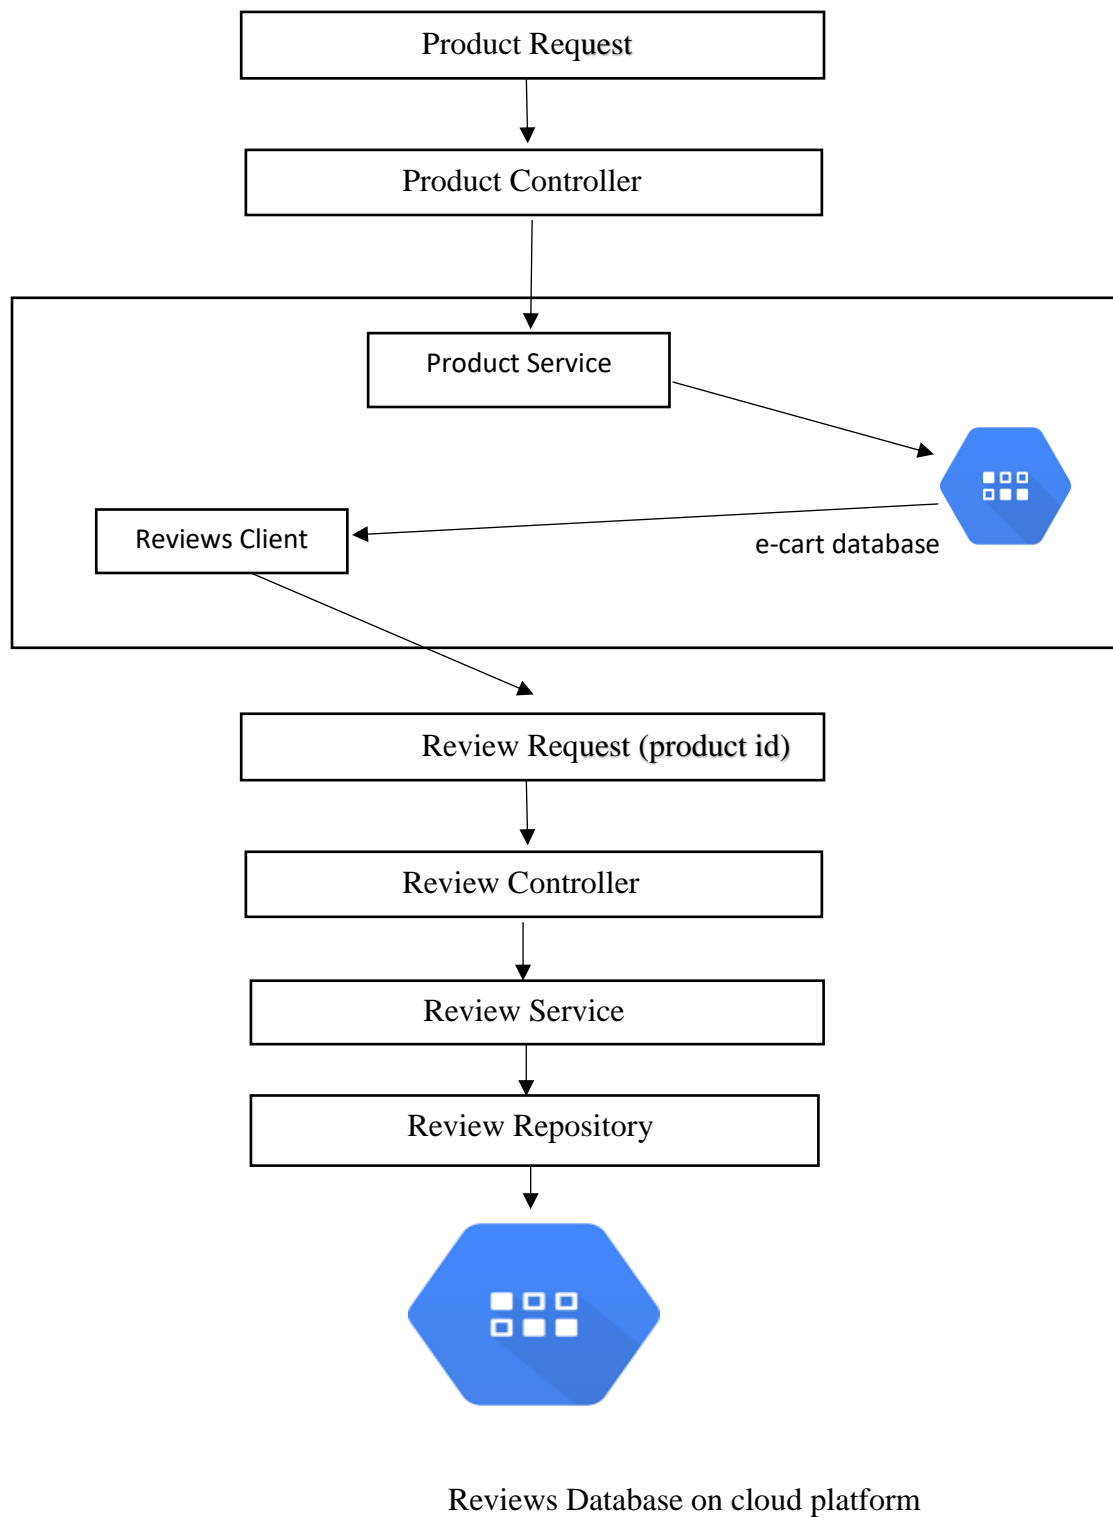 Product Request
Product Controller
Product Service
Reviews Client
e-cart database
Review Request (product id)
Review Controller
Review Service
Review Repository
Reviews Database on cloud platform